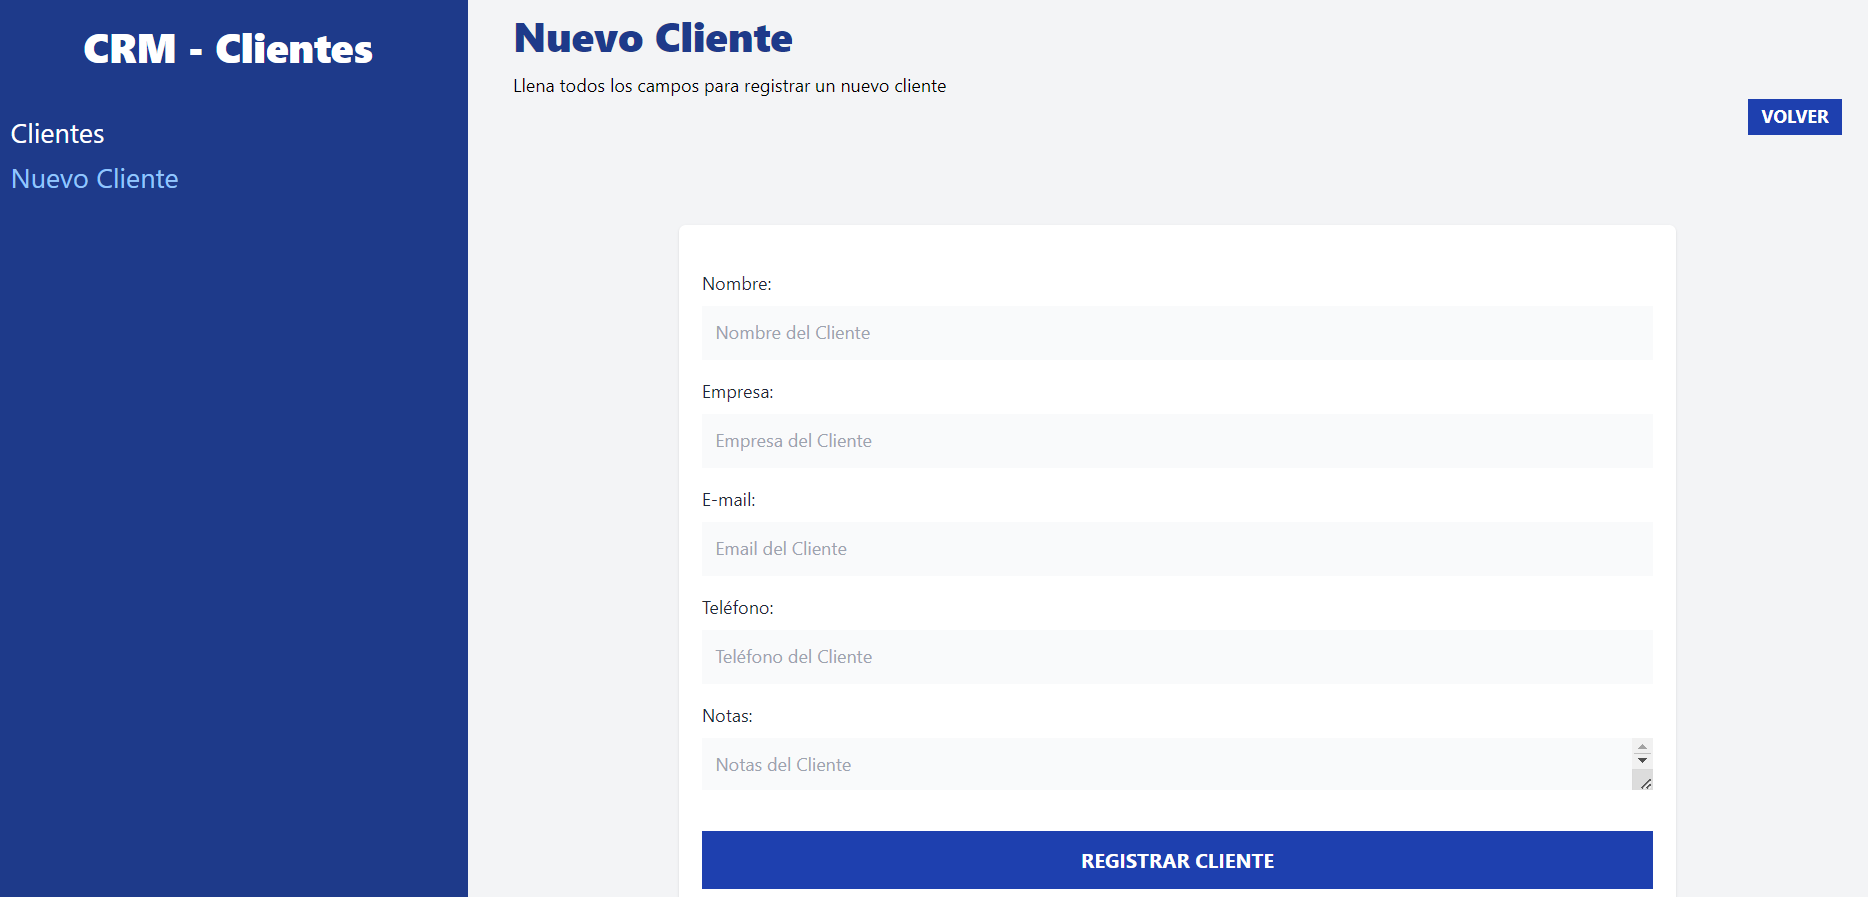 CRM - Clientes
Clientes
Nuevo Cliente
Nuevo Cliente
Llena todos los campos para registrar un nuevo cliente
VOLVER
Nombre:
Nombre del Cliente
Empresa:
Empresa del Cliente
E-mail:
Email del Cliente
Teléfono:
Teléfono del Cliente
Notas:
Notas del Cliente
REGISTRAR CLIENTE